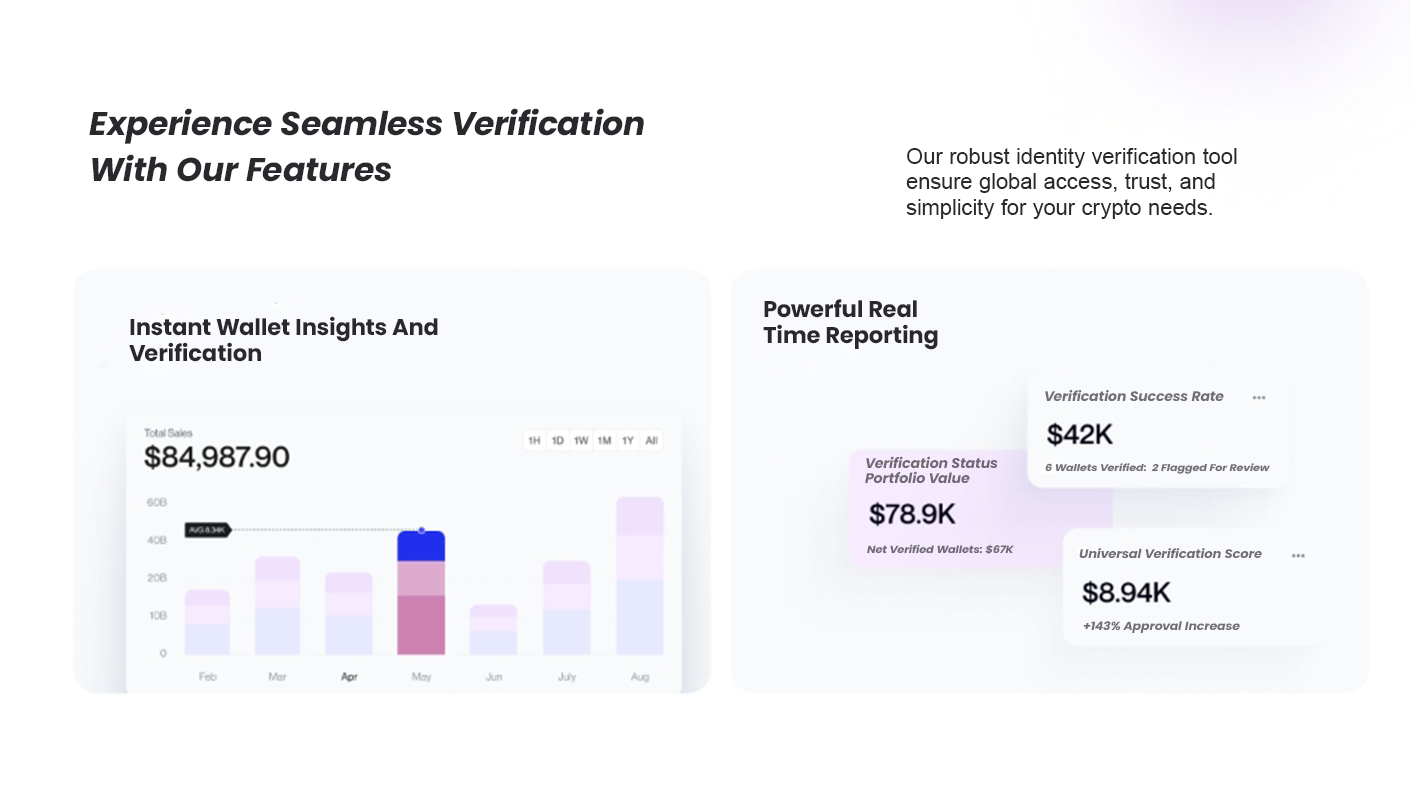 Experience Seamless Verification
With Our Features
Our robust identity verification tool
ensure global access, trust, and
simplicity for your crypto needs.
Instant Wallet Insights And
Verification
Total Sales
$84,987.90
1H 1D 1W 1M 1Y All
60B
AVG 8.34K
40B
20B
10B
0
Feb Mar Apr May Jun July Aug
Powerful Real
Time Reporting
Verification Success Rate
$42K
6 Wallets Verified: 2 Flagged For Review
Verification Status
Portfolio Value
$78.9K
Net Verified Wallets: $67K
Universal Verification Score
$8.94K
+143% Approval Increase